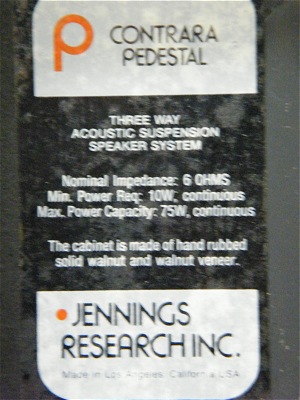 P CONTRARA
PEDESTAL
THREE WAY
ACOUSTIC SUSPENSION
SPEAKER SYSTEM
Nominal Impedance: 6 OHMS
Min. Power Req: 10W, continuous
Max. Power Capacity: 75W, continuous
The cabinet is made of hand rubbed
solid walnut and walnut veneer.
• JENNINGS
RESEARCH INC.
Made in Los Angeles, California USA